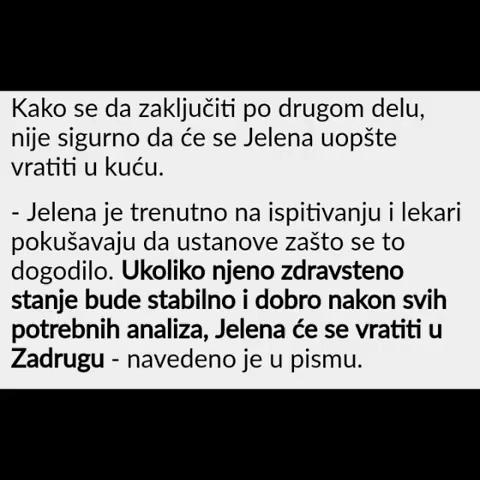 Kako se da zaključiti po drugom delu,
nije sigurno da će se Jelena uopšte
vratiti u kuću.
- Jelena je trenutno na ispitivanju i lekari
pokušavaju da ustanove zašto se to
dogodilo. Ukoliko njeno zdravsteno
stanje bude stabilno i dobro nakon svih
potrebnih analiza, Jelena će se vratiti u
Zadrugu - navedeno je u pismu.